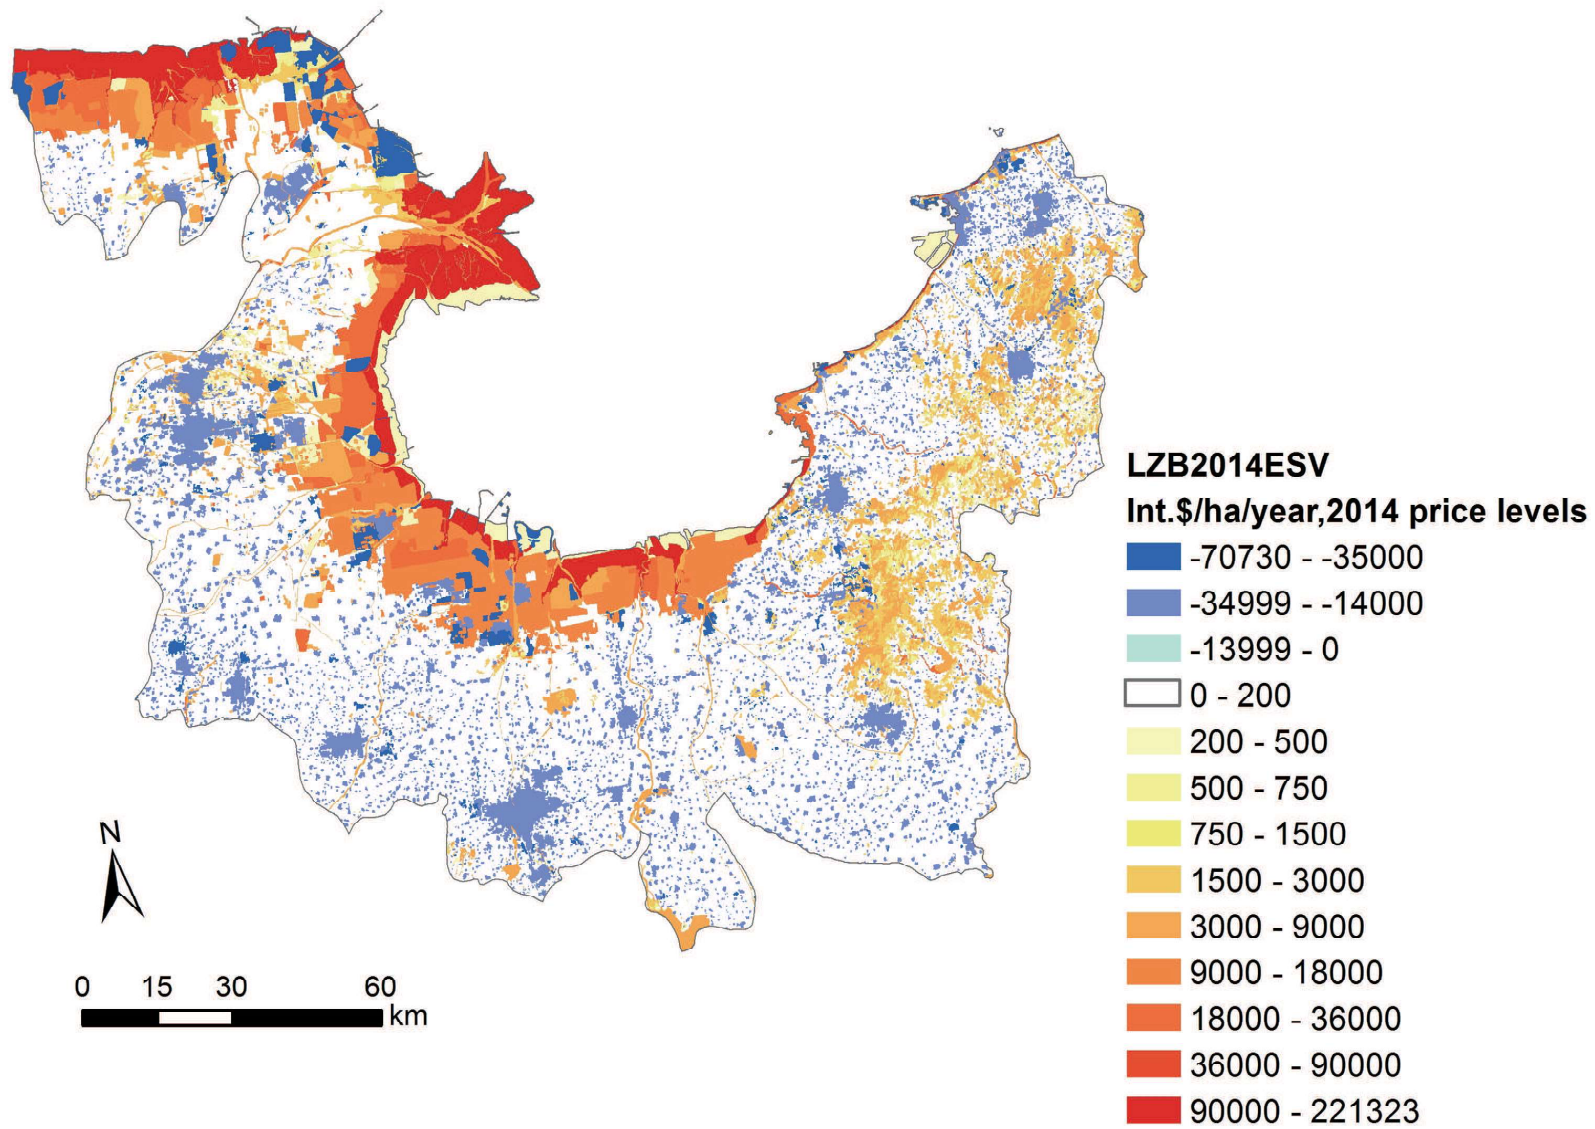 LZB2014ESV
Int.$/ha/year,2014 price levels
-70730 - -35000
-34999 - -14000
-13999 - 0
0 - 200
200 - 500
500 - 750
750 - 1500
1500 - 3000
3000 - 9000
9000 - 18000
18000 - 36000
36000 - 90000
90000 - 221323
N
0 15 30 60
km